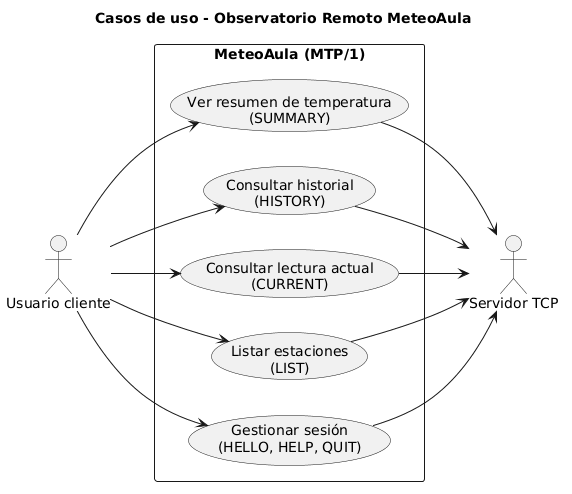 Casos de uso - Observatorio Remoto MeteoAula
MeteoAula (MTP/1)
Ver resumen de temperatura
(SUMMARY)
Consultar historial
(HISTORY)
Consultar lectura actual
(CURRENT)
Usuario cliente
Servidor TCP
Listar estaciones
(LIST)
Gestionar sesión
(HELLO, HELP, QUIT)